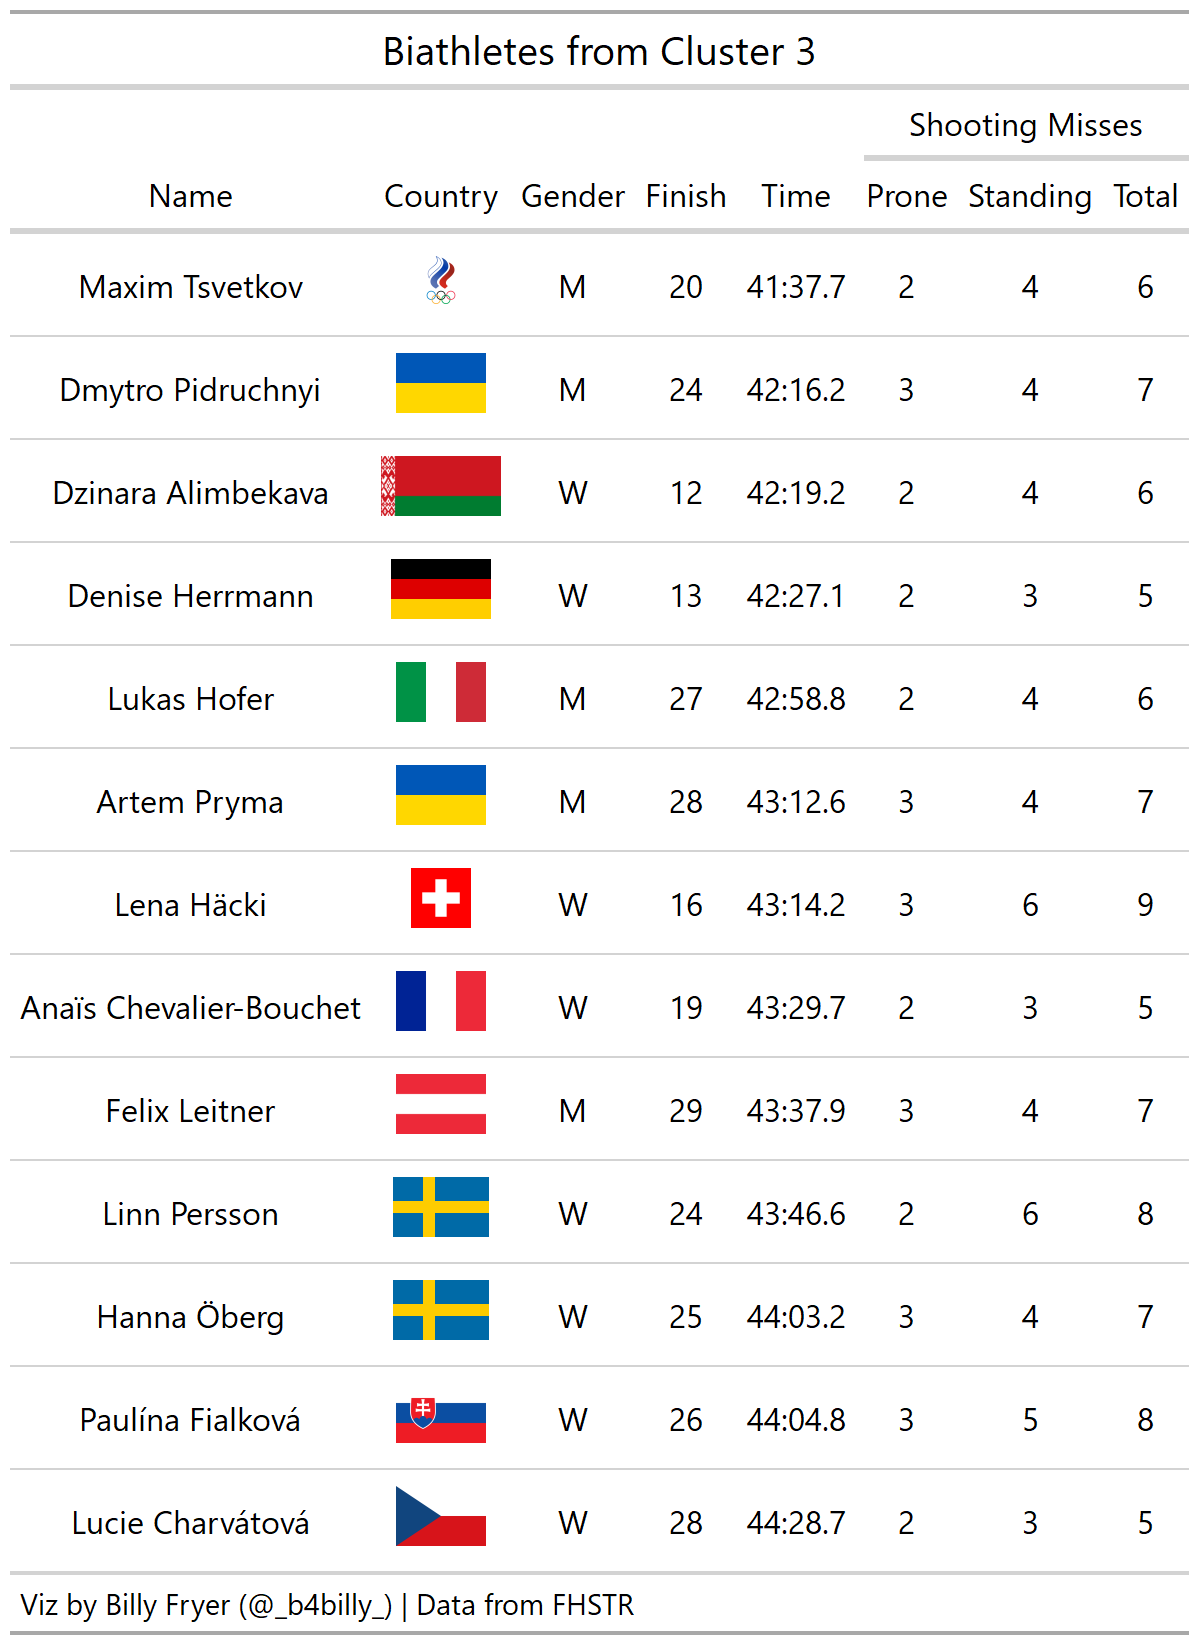 Biathletes from Cluster 3
Shooting Misses
Name Country Gender Finish Time Prone Standing Total
Maxim Tsvetkov M 20 41:37.7 2 4 6
Dmytro Pidruchnyi M 24 42:16.2 3 4 7
Dzinara Alimbekava W 12 42:19.2 2 4 6
Denise Herrmann W 13 42:27.1 2 3 5
Lukas Hofer M 27 42:58.8 2 4 6
Artem Pryma M 28 43:12.6 3 4 7
Lena Häcki W 16 43:14.2 3 6 9
Anaïs Chevalier-Bouchet W 19 43:29.7 2 3 5
Felix Leitner M 29 43:37.9 3 4 7
Linn Persson W 24 43:46.6 2 6 8
Hanna Öberg W 25 44:03.2 3 4 7
Paulína Fialková W 26 44:04.8 3 5 8
Lucie Charvátová W 28 44:28.7 2 3 5
Viz by Billy Fryer (@_b4billy_) | Data from FHSTR